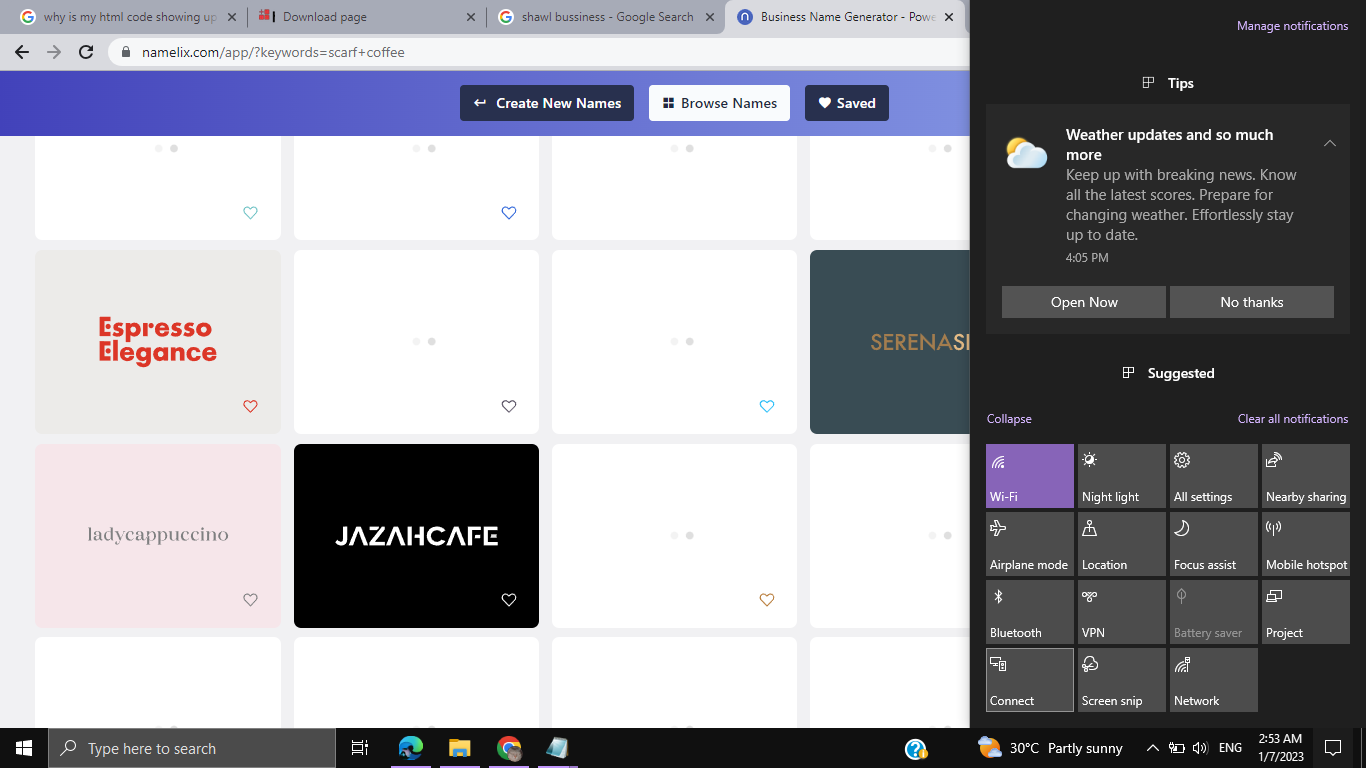 why is my html code showing up
Download page
shawl bussiness - Google Search
Business Name Generator - Pow
namelix.com/app/?keywords=scarf+coffee
Create New Names
Browse Names
Saved
Espresso
Elegance
SERENAS
ladycappuccino
JAZAHCAFE
Manage notifications
Tips
Weather updates and so much
more
Keep up with breaking news. Know
all the latest scores. Prepare for
changing weather. Effortlessly stay
up to date.
4:05 PM
Open Now
No thanks
Suggested
Collapse
Clear all notifications
Wi-Fi
Night light
All settings
Nearby sharing
Airplane mode
Location
Focus assist
Mobile hotspot
Bluetooth
VPN
Battery saver
Project
Connect
Screen snip
Network
Type here to search
30°C Partly sunny
ENG
2:53 AM
1/7/2023